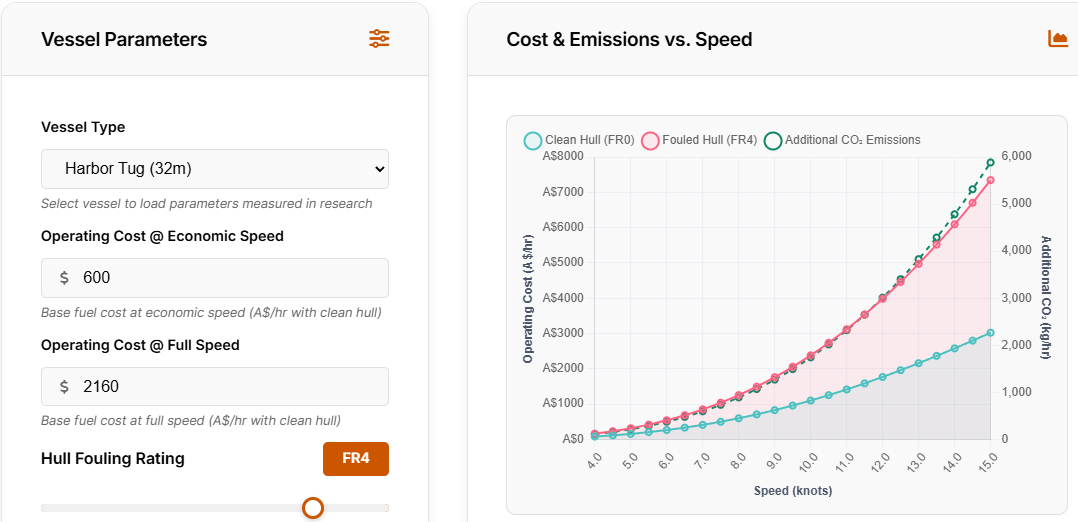 Vessel Parameters
Vessel Type
Harbor Tug (32m)
Select vessel to load parameters measured in research
Operating Cost @ Economic Speed
$ 600
Base fuel cost at economic speed (A$/hr with clean hull)
Operating Cost @ Full Speed
$ 2160
Base fuel cost at full speed (A$/hr with clean hull)
Hull Fouling Rating
FR4
Cost & Emissions vs. Speed
Clean Hull (FR0) Fouled Hull (FR4) Additional CO₂ Emissions
Operating Cost (A$/hr)
A$8000
A$7000
A$6000
A$5000
A$4000
A$3000
A$2000
A$1000
A$0
6,000
5,000
4,000
3,000
2,000
1,000
0
Additional CO₂ (kg/hr)
4.0 5.0 6.0 7.0 8.0 9.0 10.0 11.0 12.0 13.0 14.0 15.0
Speed (knots)